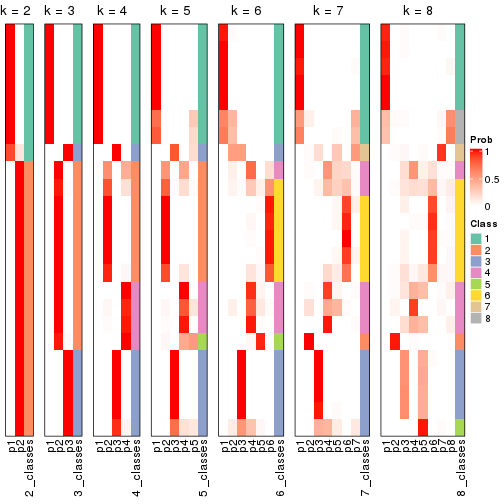 k = 2
k = 3
k = 4
k = 5
k = 6
k = 7
k = 8
Prob
1
0.5
0
Class
1
2
3
4
5
6
7
8
p1
p2
2_classes
p1
p2
p3
3_classes
p1
p2
p3
p4
4_classes
p1
p2
p3
p4
p5
5_classes
p1
p2
p3
p4
p5
p6
6_classes
p1
p2
p3
p4
p5
p6
p7
7_classes
p1
p2
p3
p4
p5
p6
p7
p8
8_classes